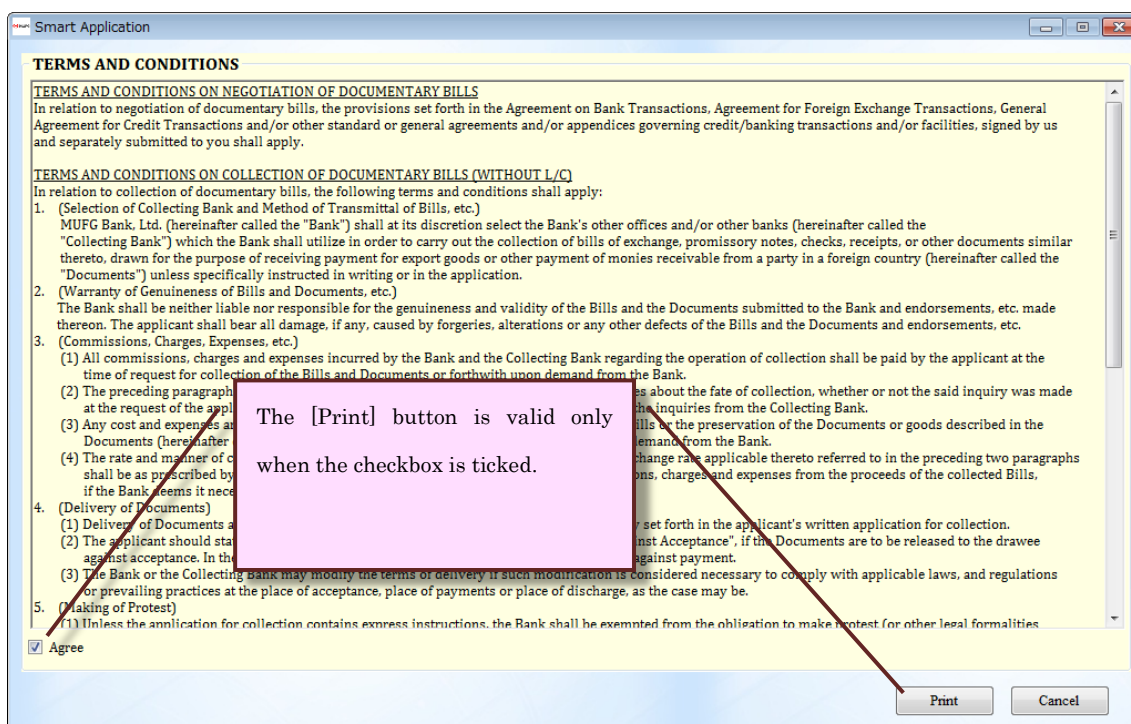 Smart Application
TERMS AND CONDITIONS
TERMS AND CONDITIONS ON NEGOTIATION OF DOCUMENTARY BILLS
In relation to negotiation of documentary bills, the provisions set forth in the Agreement on Bank Transactions, Agreement for Foreign Exchange Transactions, General
Agreement for Credit Transactions and/or other standard or general agreements and/or appendices governing credit/banking transactions and/or facilities, signed by us
and separately submitted to you shall apply.
TERMS AND CONDITIONS ON COLLECTION OF DOCUMENTARY BILLS (WITHOUT L/C)
In relation to collection of documentary bills, the following terms and conditions shall apply:
1. (Selection of Collecting Bank and Method of Transmittal of Bills, etc.)
MUFG Bank, Ltd. (hereinafter called the "Bank") shall at its discretion select the Bank's other offices and/or other banks (hereinafter called the
"Collecting Bank") which the Bank shall utilize in order to carry out the collection of bills of exchange, promissory notes, checks, receipts, or other documents similar
thereto, drawn for the purpose of receiving payment for export goods or other payment of monies receivable from a party in a foreign country (hereinafter called the
"Documents") unless specifically instructed in writing or in the application.
2. (Warranty of Genuineness of Bills and Documents, etc.)
The Bank shall be neither liable nor responsible for the genuineness and validity of the Bills and the Documents submitted to the Bank and endorsements, etc. made
thereon. The applicant shall bear all damage, if any, caused by forgeries, alterations or any other defects of the Bills and the Documents and endorsements, etc.
3. (Commissions, Charges, Expenses, etc.)
(1) All commissions, charges and expenses incurred by the Bank and the Collecting Bank regarding the operation of collection shall be paid by the applicant at the
time of request for collection of the Bills and Documents or forthwith upon demand from the Bank.
(2) The preceding paragraph about the fate of collection, whether or not the said inquiry was made
at the request of the the inquiries from the Collecting Bank.
(3) Any cost and expenses or the preservation of the Documents or goods described in the
Documents (hereinafter demand from the Bank.
(4) The rate and manner of rate applicable thereto referred to in the preceding two paragraphs
shall be as prescribed by charges and expenses from the proceeds of the collected Bills,
if the Bank deems it
4. (Delivery of Documents)
(1) Delivery of Documents set forth in the applicant's written application for collection.
(2) The applicant should Acceptance", if the Documents are to be released to the drawee
against acceptance. In the against payment.
(3) The Bank or the Collecting Bank may modify the terms of delivery if such modification is considered necessary to comply with applicable laws, and regulations
or prevailing practices at the place of acceptance, place of payments or place of discharge, as the case may be.
5. (Making of Protest)
(1) Unless the application for collection contains express instructions, the Bank shall be exempted from the obligation to make protest (or other legal formalities
The [Print] button is valid only
when the checkbox is ticked.
Agree
Print
Cancel